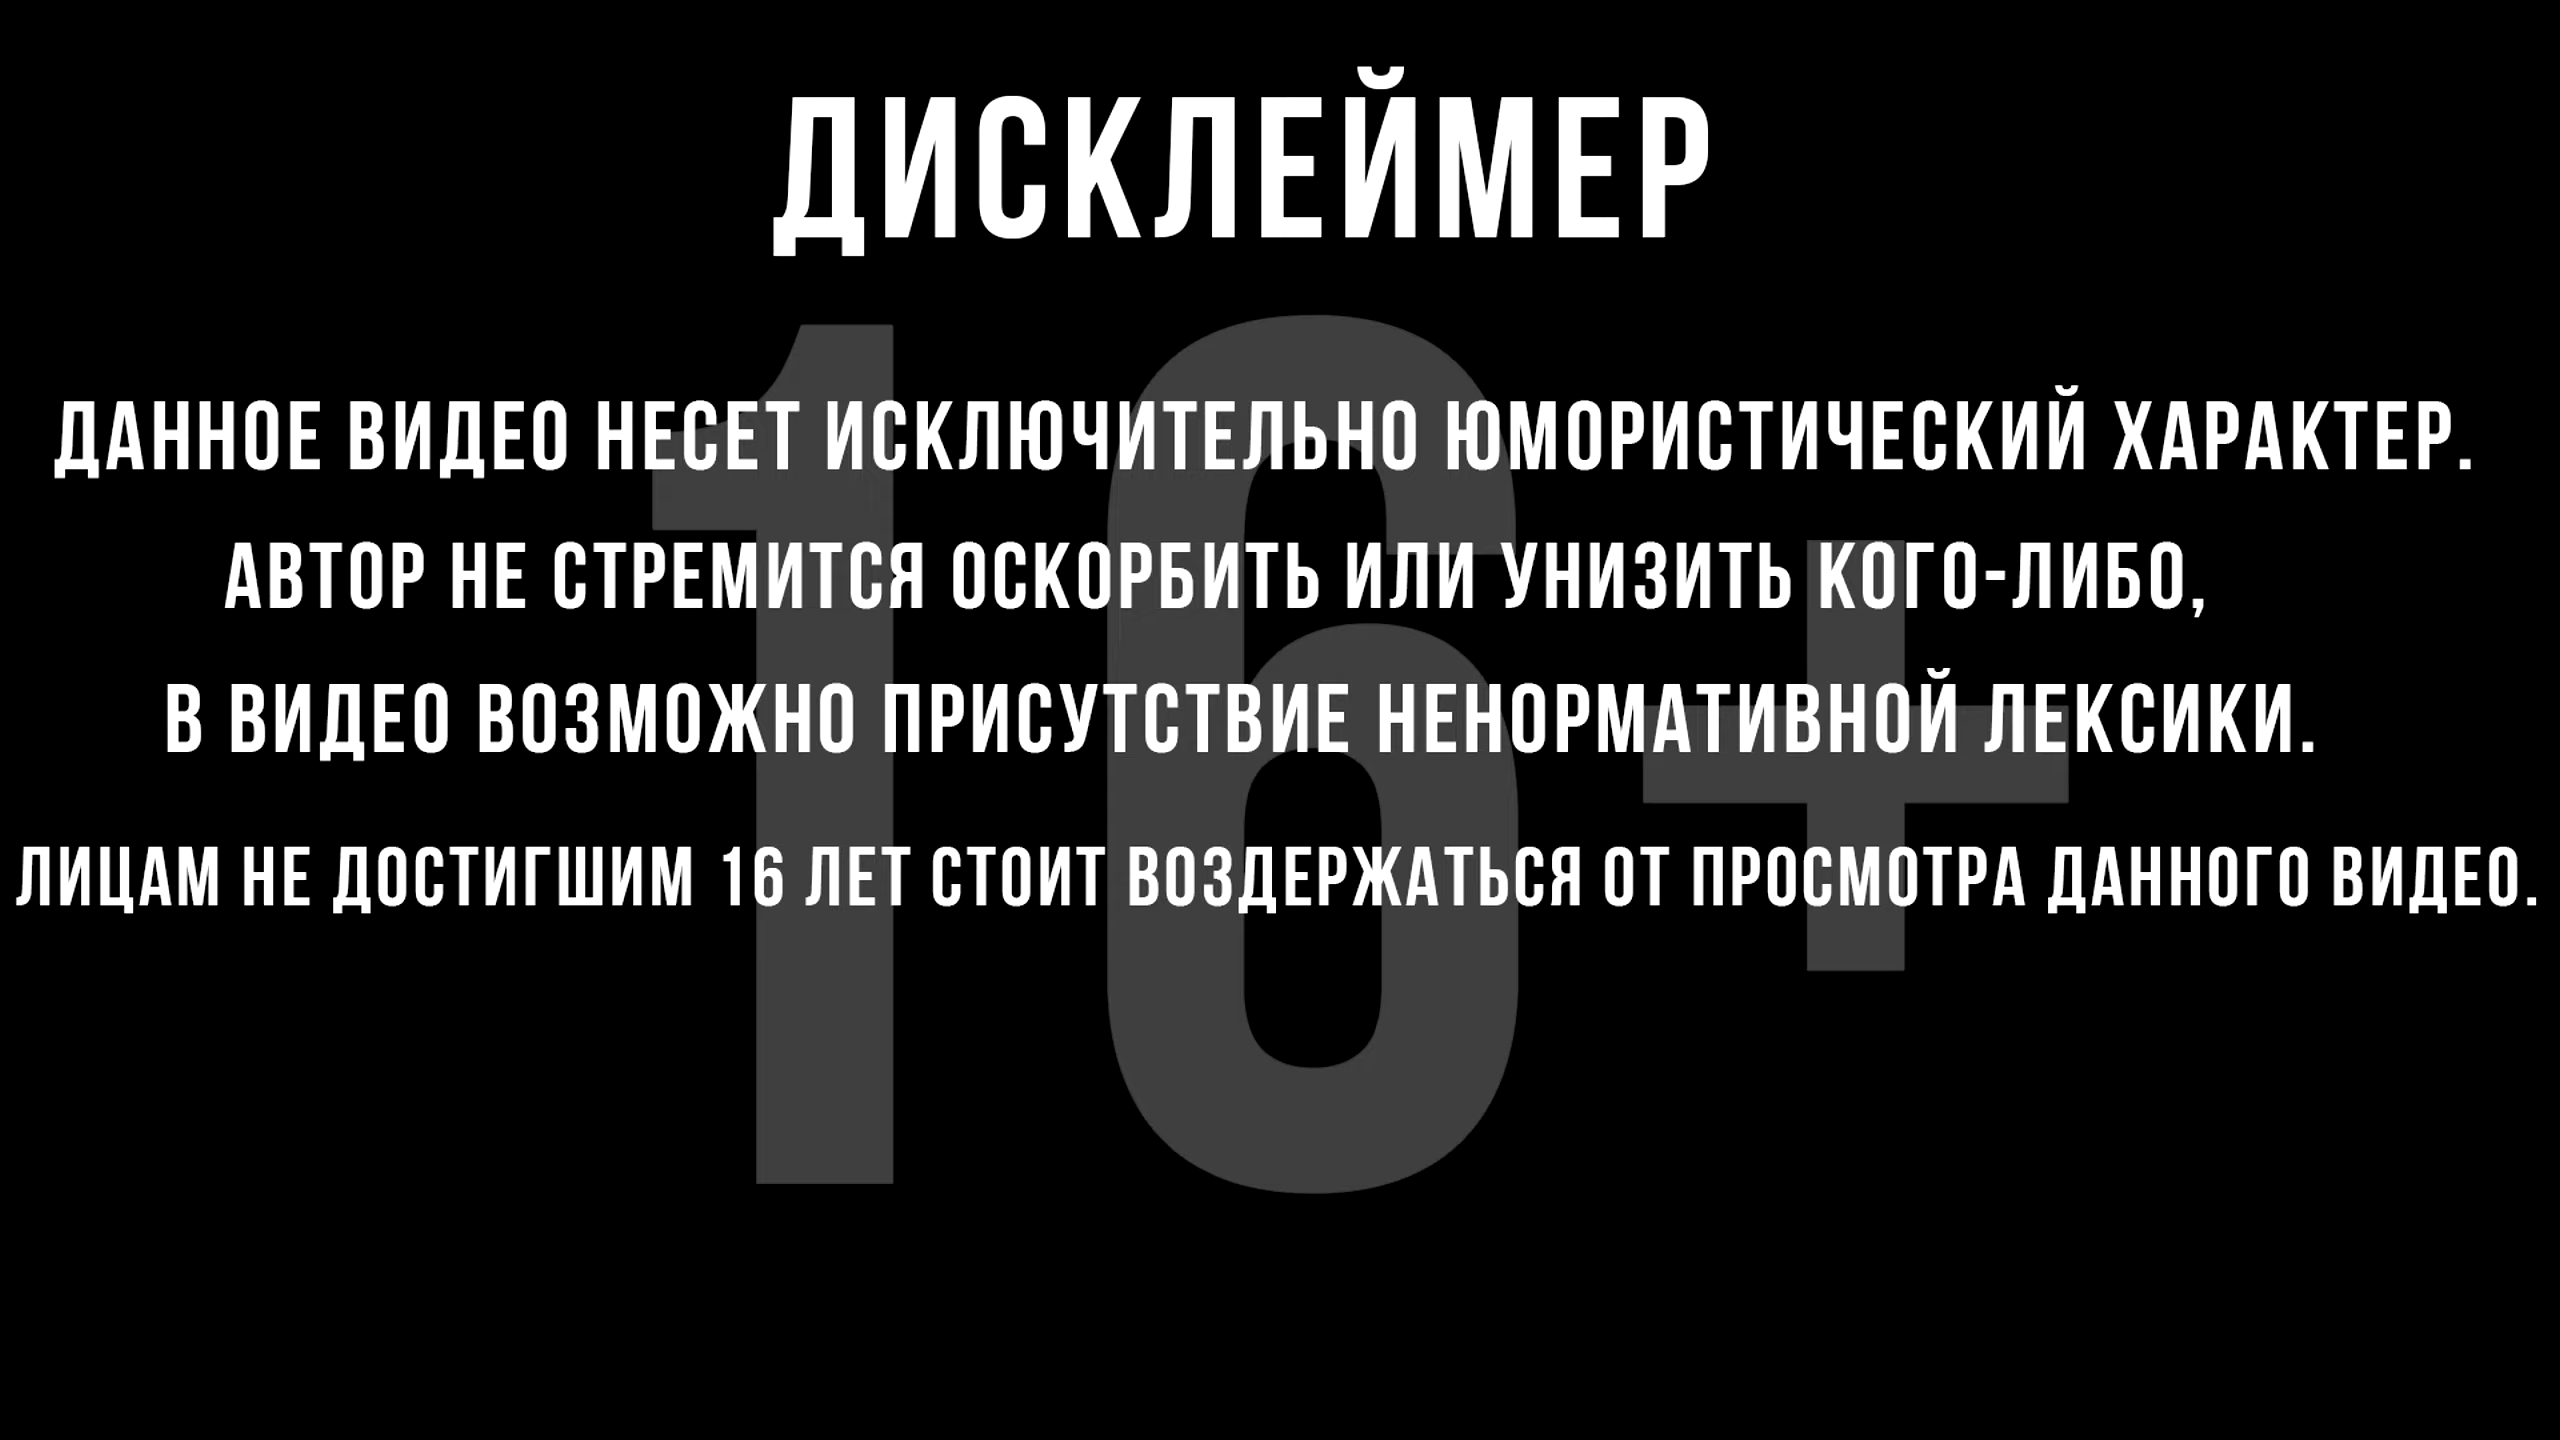 ДИСКЛЕЙМЕР
16+
ДАННОЕ ВИДЕО НЕСЕТ ИСКЛЮЧИТЕЛЬНО ЮМОРИСТИЧЕСКИЙ ХАРАКТЕР.
АВТОР НЕ СТРЕМИТСЯ ОСКОРБИТЬ ИЛИ УНИЗИТЬ КОГО-ЛИБО,
В ВИДЕО ВОЗМОЖНО ПРИСУТСТВИЕ НЕНОРМАТИВНОЙ ЛЕКСИКИ.
ЛИЦАМ НЕ ДОСТИГШИМ 16 ЛЕТ СТОИТ ВОЗДЕРЖАТЬСЯ ОТ ПРОСМОТРА ДАННОГО ВИДЕО.